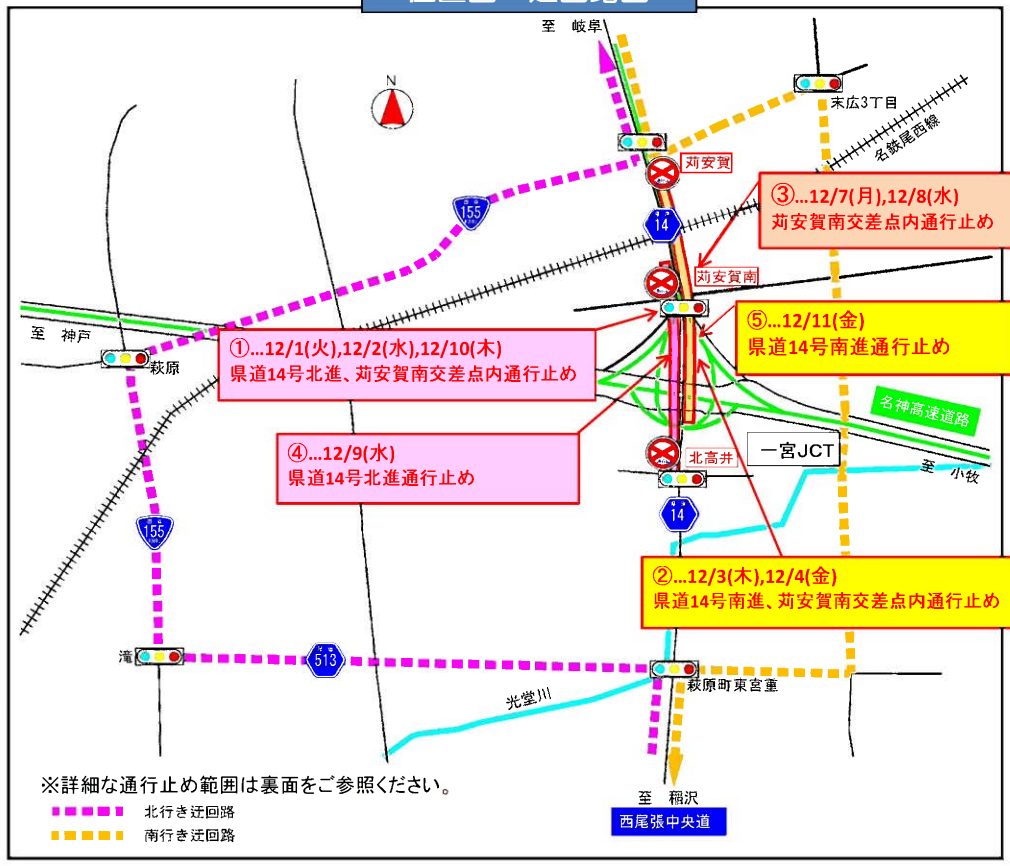 至 岐阜
N
末広3丁目
名鉄尾西線
苅安賀
155
14
③…12/7(月),12/8(水)
苅安賀南交差点内通行止め
苅安賀南
至 神戸
萩原
①…12/1(火),12/2(水),12/10(木)
県道14号北進、苅安賀南交差点内通行止め
⑤…12/11(金)
県道14号南進通行止め
名神高速道路
④…12/9(水)
県道14号北進通行止め
北高井
一宮JCT
至 小牧
14
155
②…12/3(木),12/4(金)
県道14号南進、苅安賀南交差点内通行止め
滝
513
萩原町東宮重
光堂川
※詳細な通行止め範囲は裏面をご参照ください。
北行き迂回路
南行き迂回路
至 稲沢
西尾張中央道